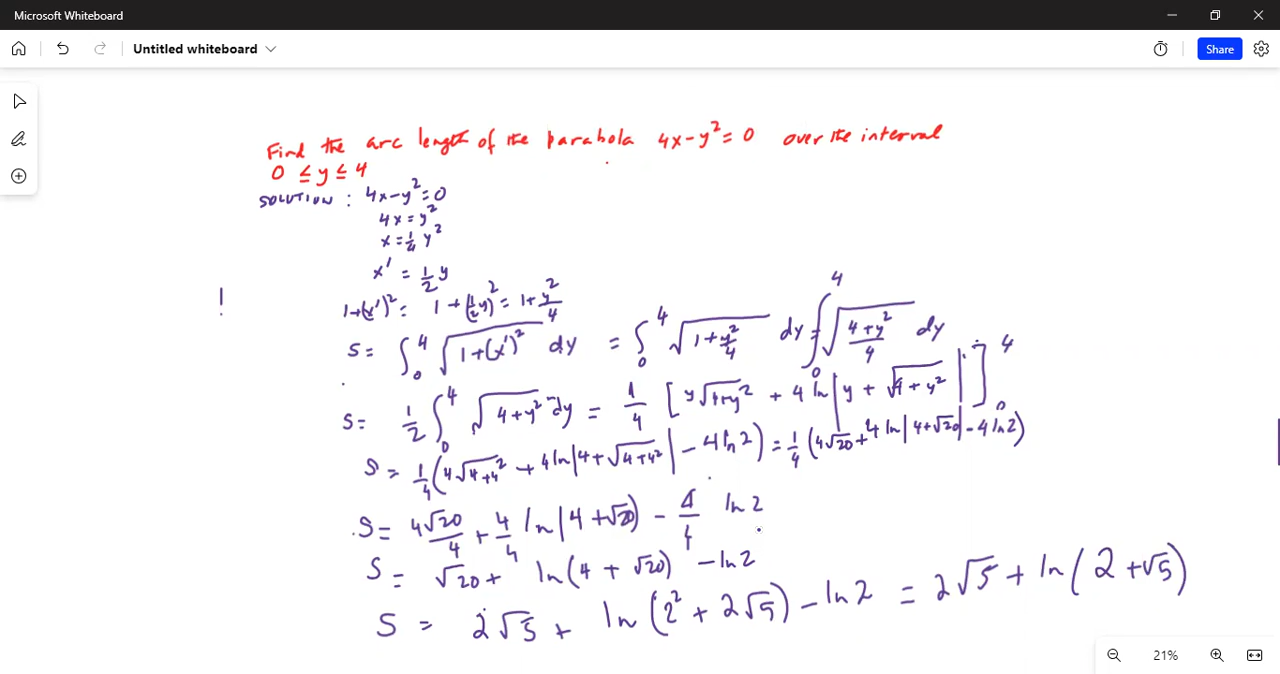 Microsoft Whiteboard
Untitled whiteboard
Share
Find the arc length of the parabola 4x - y² = 0 over the interval
0 ≤ y ≤ 4
SOLUTION : 4x - y² = 0
4x = y²
x = 1/4 y²
x' = 1/2 y
!
1+(x')² = 1 + (1/2 y)² = 1 + y²/4
S = ∫₀⁴ √(1+(x')²) dy = ∫₀⁴ √(1+y²/4) dy = ∫₀⁴ √((4+y²)/4) dy
S = 1/2 ∫₀⁴ √(4+y²) dy = 1/4 [y√(4+y²) + 4 ln|y + √(4+y²)|]₀⁴
S = 1/4 (4√(4+4²) + 4 ln|4+√(4+4²)| - 4 ln 2) = 1/4 (4√20 + 4 ln|4+√20| - 4 ln 2)
S = 4√20/4 + 4/4 ln|4+√20) - 4/4 ln 2
S = √20 + ln(4 + √20) - ln 2
S = 2√5 + ln(2² + 2√5) - ln 2 = 2√5 + ln(2 + √5)
21%